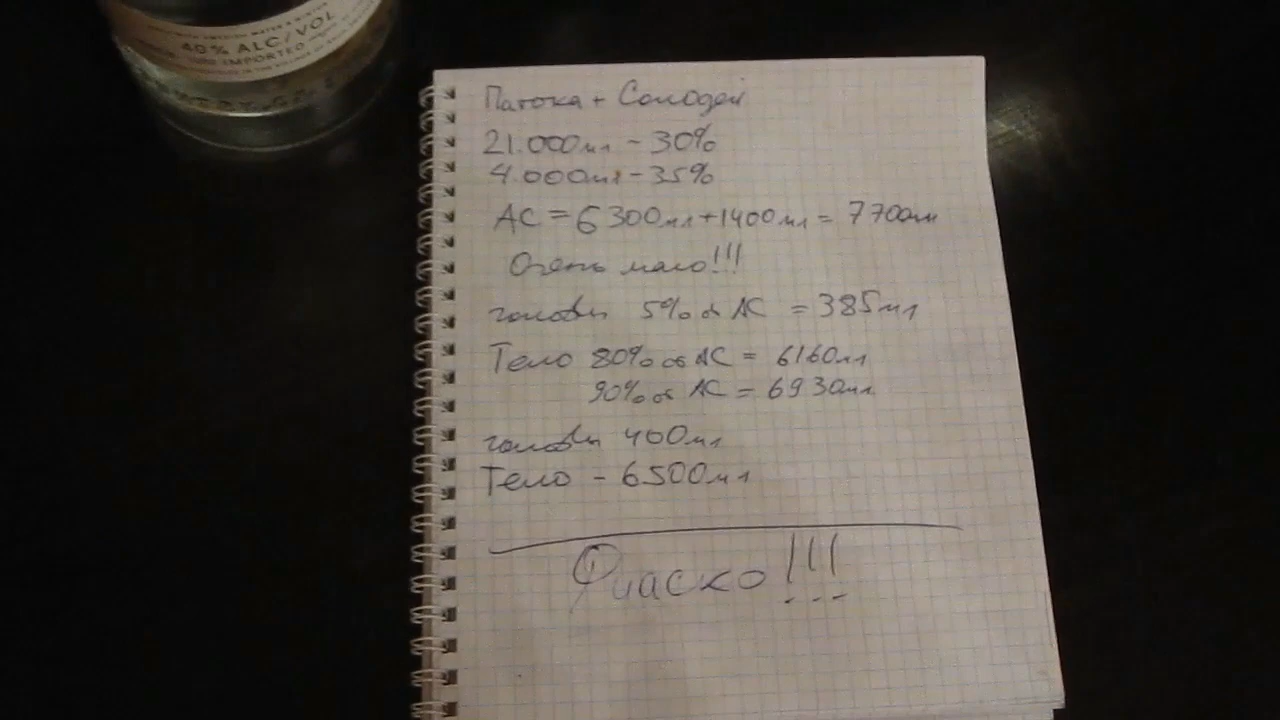 40% ALC/VOL
IMPORTED
Патока + Солодей
21.000мл - 30%
4.000мл - 35%
АС = 6300мл + 1400мл = 7700мл
Очень мало!!!
головы 5% от АС = 385мл
Тело 80% от АС = 6160мл
90% от АС = 6930мл
головы 400мл
Тело - 6500мл
Фиаско!!!